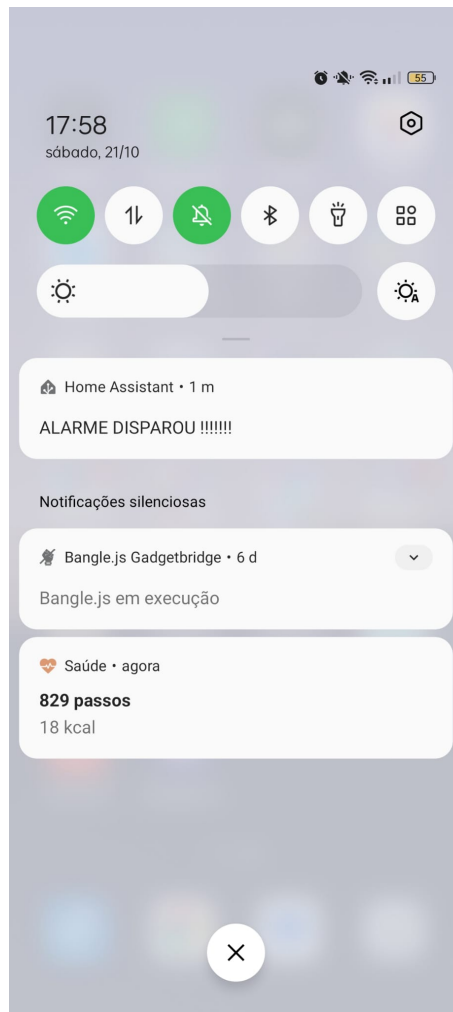 55
17:58
sábado, 21/10
A
Home Assistant • 1 m
ALARME DISPAROU !!!!!!!
Notificações silenciosas
Bangle.js Gadgetbridge • 6 d
Bangle.js em execução
Saúde • agora
829 passos
18 kcal